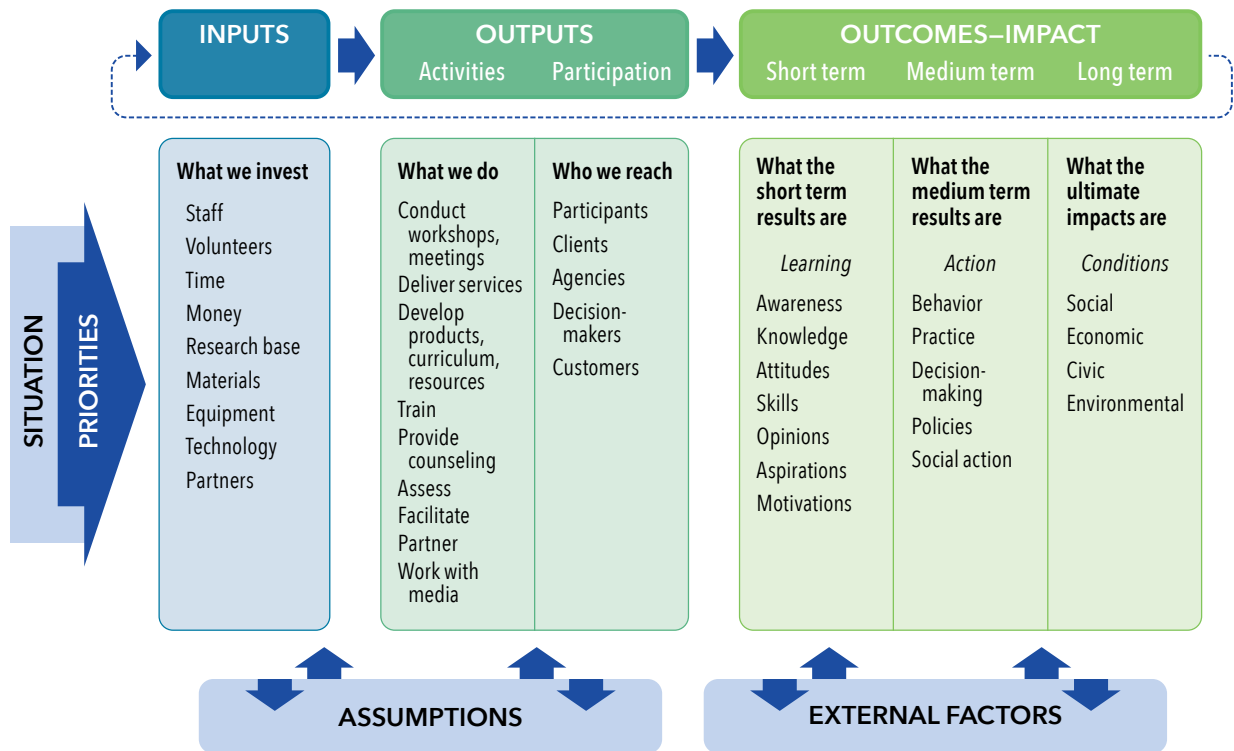 INPUTS
OUTPUTS
Activities
Participation
OUTCOMES–IMPACT
Short term
Medium term
Long term
SITUATION
PRIORITIES
What we invest
Staff
Volunteers
Time
Money
Research base
Materials
Equipment
Technology
Partners
What we do
Conduct
workshops,
meetings
Deliver services
Develop
products,
curriculum,
resources
Train
Provide
counseling
Assess
Facilitate
Partner
Work with
media
Who we reach
Participants
Clients
Agencies
Decision-
makers
Customers
What the
short term
results are
Learning
Awareness
Knowledge
Attitudes
Skills
Opinions
Aspirations
Motivations
What the
medium term
results are
Action
Behavior
Practice
Decision-
making
Policies
Social action
What the
ultimate
impacts are
Conditions
Social
Economic
Civic
Environmental
ASSUMPTIONS
EXTERNAL FACTORS